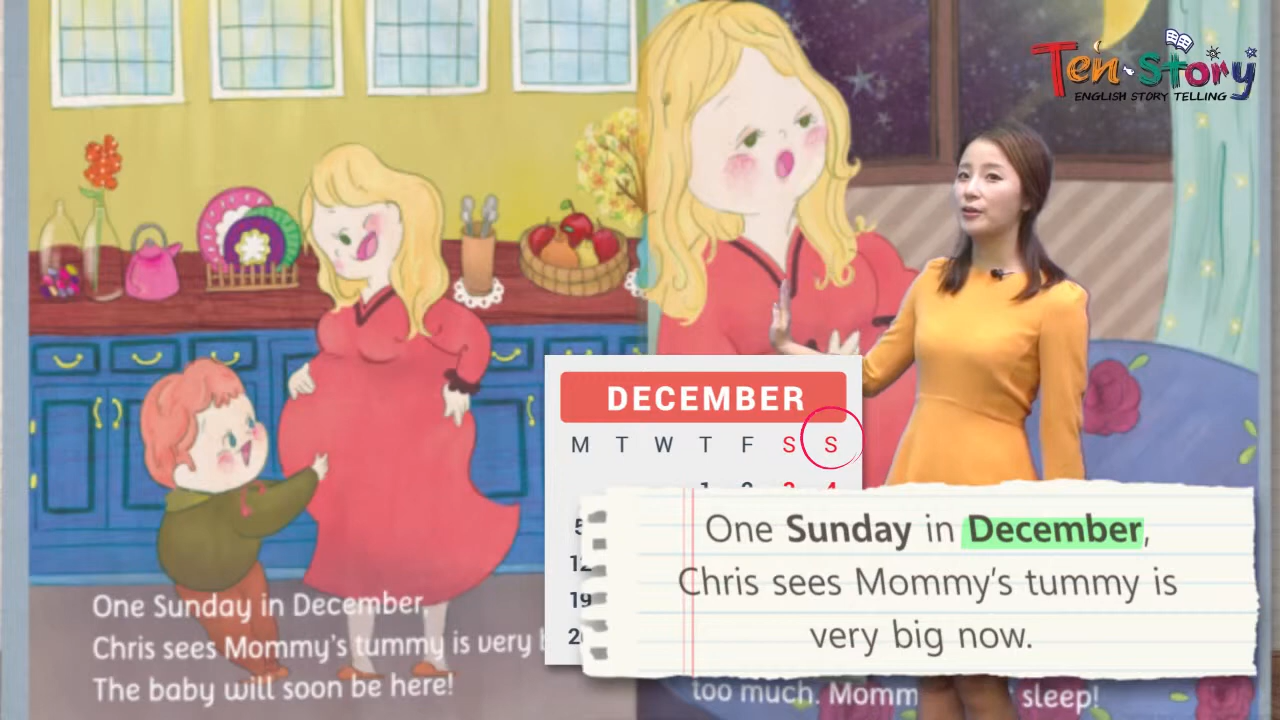 Ten Story
ENGLISH STORY TELLING
DECEMBER
M T W T F S S
One Sunday in December,
Chris sees Mommy's tummy is
very big now.
One Sunday in December,
Chris sees Mommy's tummy is very
The baby will soon be here!
too much. sleep!